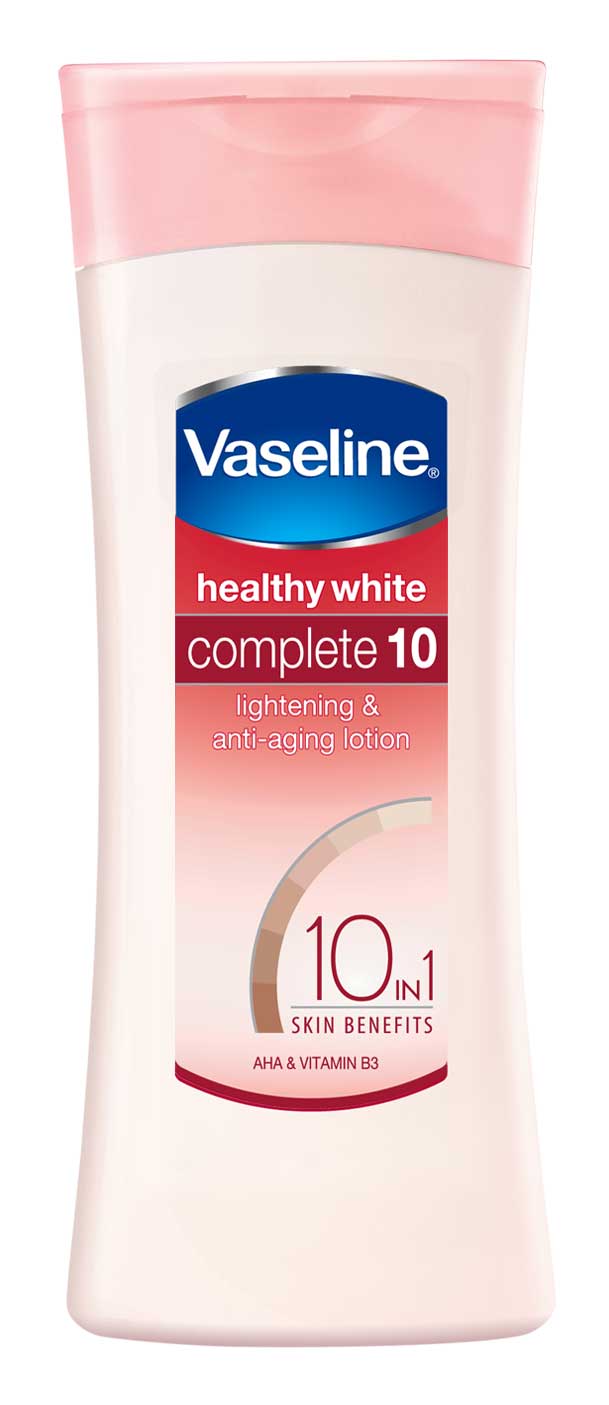 Vaseline®
healthy white
complete 10
lightening &
anti-aging lotion
10 IN 1
SKIN BENEFITS
AHA & VITAMIN B3